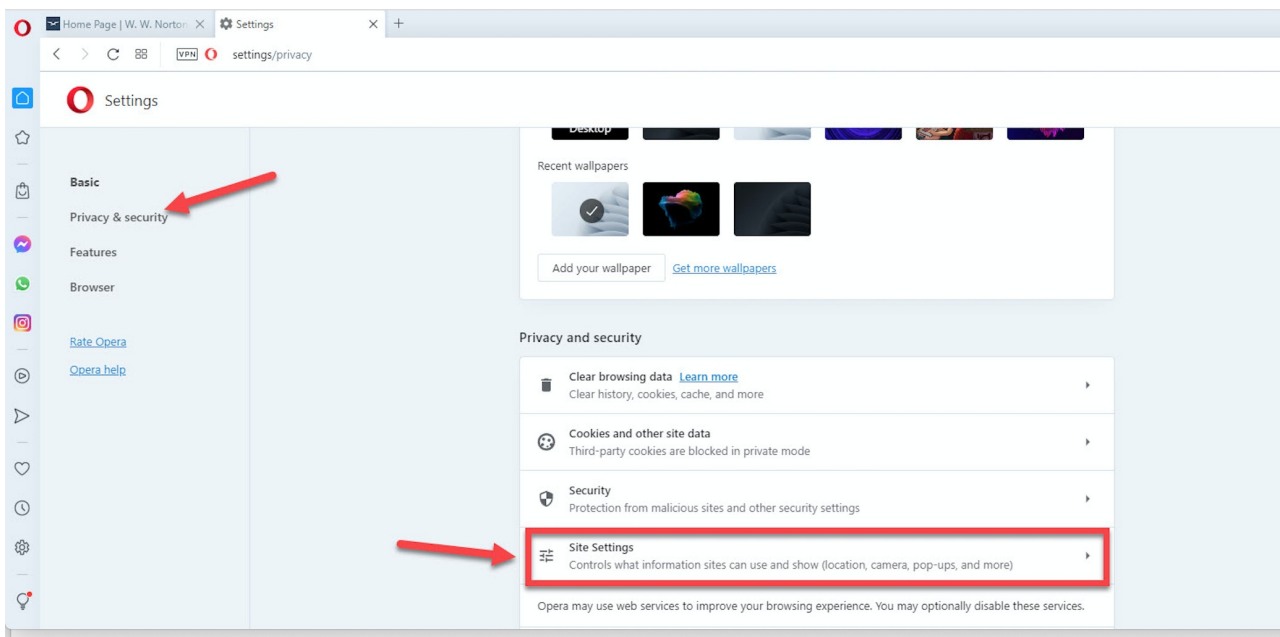 Home Page | W. W. Norton
Settings
VPN
settings/privacy
Settings
Desktop
Recent wallpapers
Basic
Privacy & security
Features
Add your wallpaper
Get more wallpapers
Browser
Privacy and security
Rate Opera
Opera help
Clear browsing data Learn more
Clear history, cookies, cache, and more
Cookies and other site data
Third-party cookies are blocked in private mode
Security
Protection from malicious sites and other security settings
Site Settings
Controls what information sites can use and show (location, camera, pop-ups, and more)
Opera may use web services to improve your browsing experience. You may optionally disable these services.